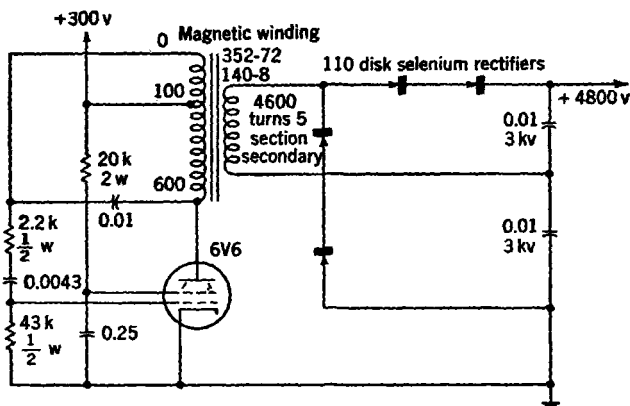 +300 v
0
Magnetic winding
352-72
140-8
110 disk selenium rectifiers
100
4600
turns 5
section
secondary
+ 4800 v
0.01
3 kv
20 k
2 w
600
0.01
2.2 k
1/2 w
6V6
0.01
3 kv
0.0043
43 k
1/2 w
0.25